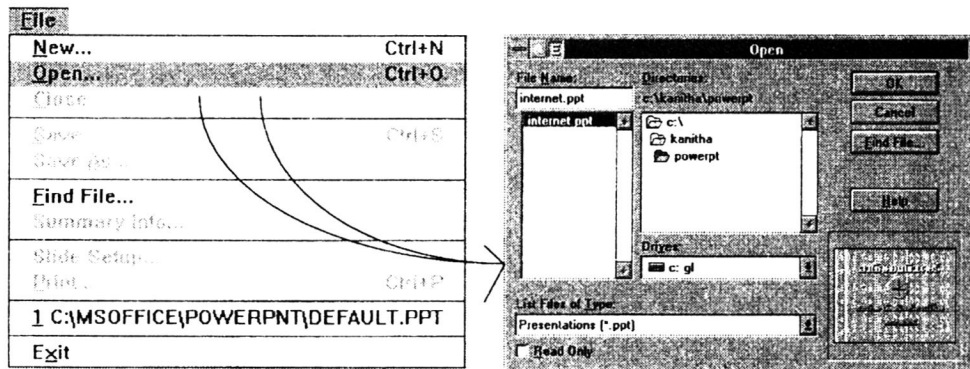 File
New... Ctrl+N
Open... Ctrl+O
Close
Save Ctrl+S
Save As...
Find File...
Summary Info...
Slide Setup...
Print... Ctrl+P
1 C:\MSOFFICE\POWERPNT\DEFAULT.PPT
Exit
Open
File Name:
internet.ppt
internet.ppt
Directories:
c:\kanitha\powerpt
c:\
kanitha
powerpt
Drives:
c: gl
List Files of Type:
Presentations (*.ppt)
Read Only
OK
Cancel
Find File...
Help